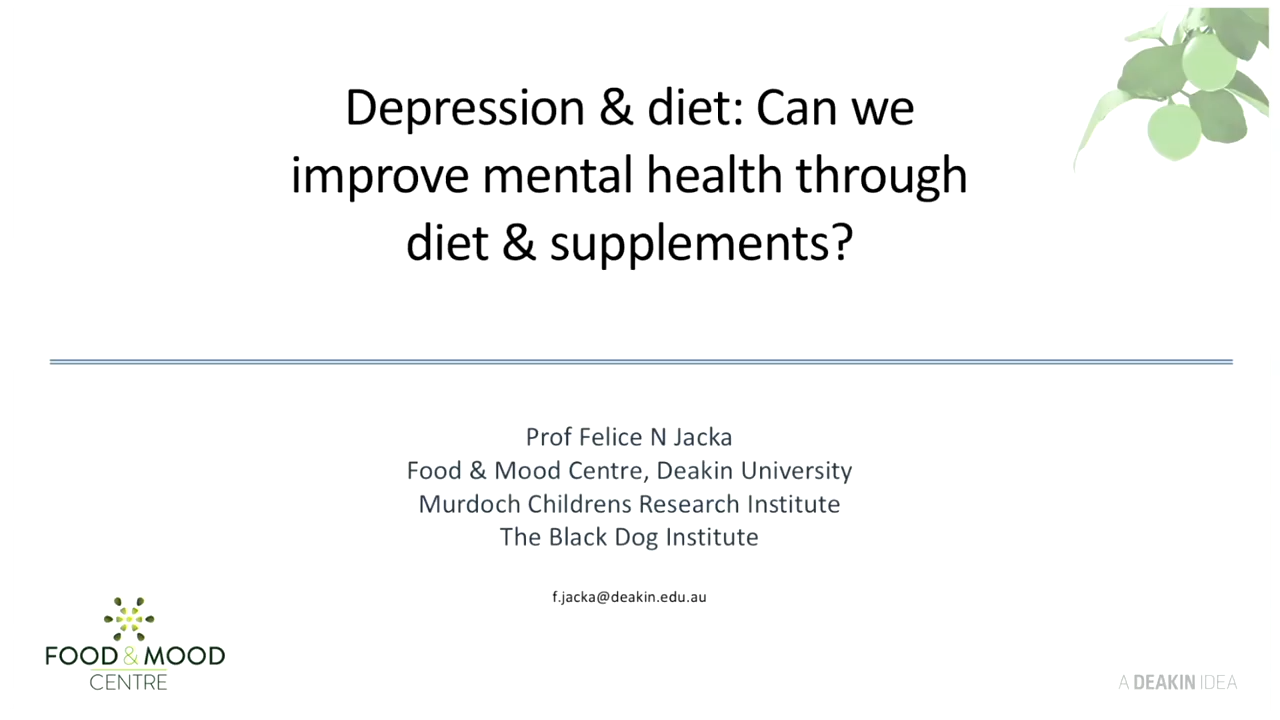 Depression & diet: Can we
improve mental health through
diet & supplements?
Prof Felice N Jacka
Food & Mood Centre, Deakin University
Murdoch Childrens Research Institute
The Black Dog Institute
f.jacka@deakin.edu.au
FOOD & MOOD
CENTRE
A DEAKIN IDEA